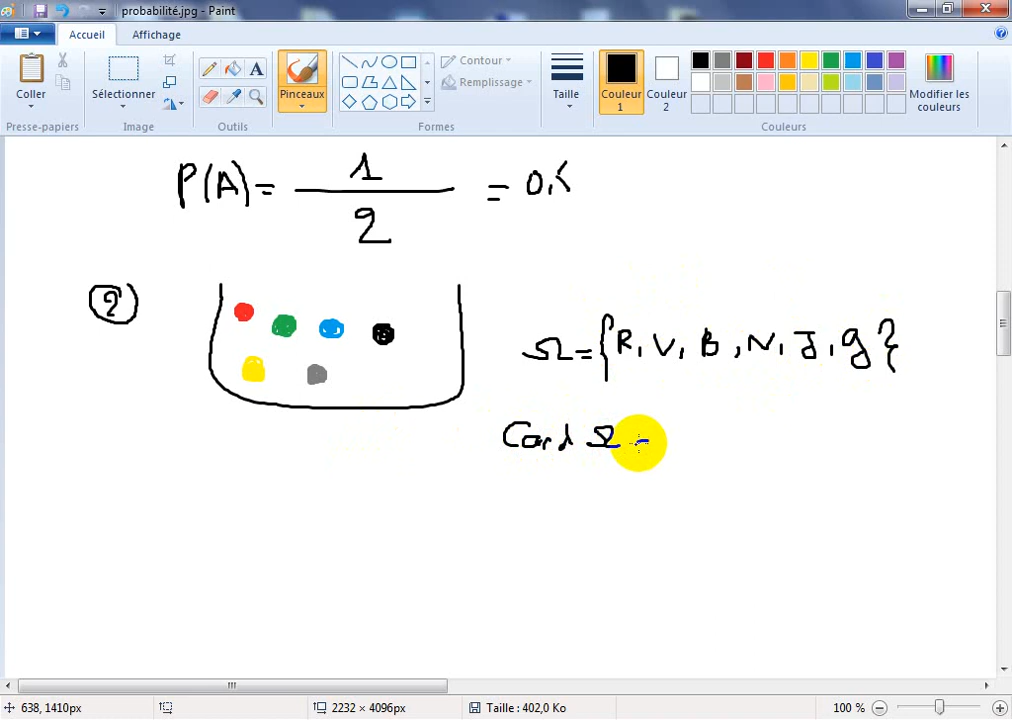 probabilité.jpg - Paint
Accueil Affichage
Coller Sélectionner Pinceaux Contour Remplissage Taille Couleur 1 Couleur 2 Modifier les couleurs
Presse-papiers Image Outils Formes Couleurs
P(A) = 1/2 = 0,5
2
Ω = {R, V, B, N, J, g}
Card Ω =
638, 1410px 2232 × 4096px Taille : 402,0 Ko 100 %